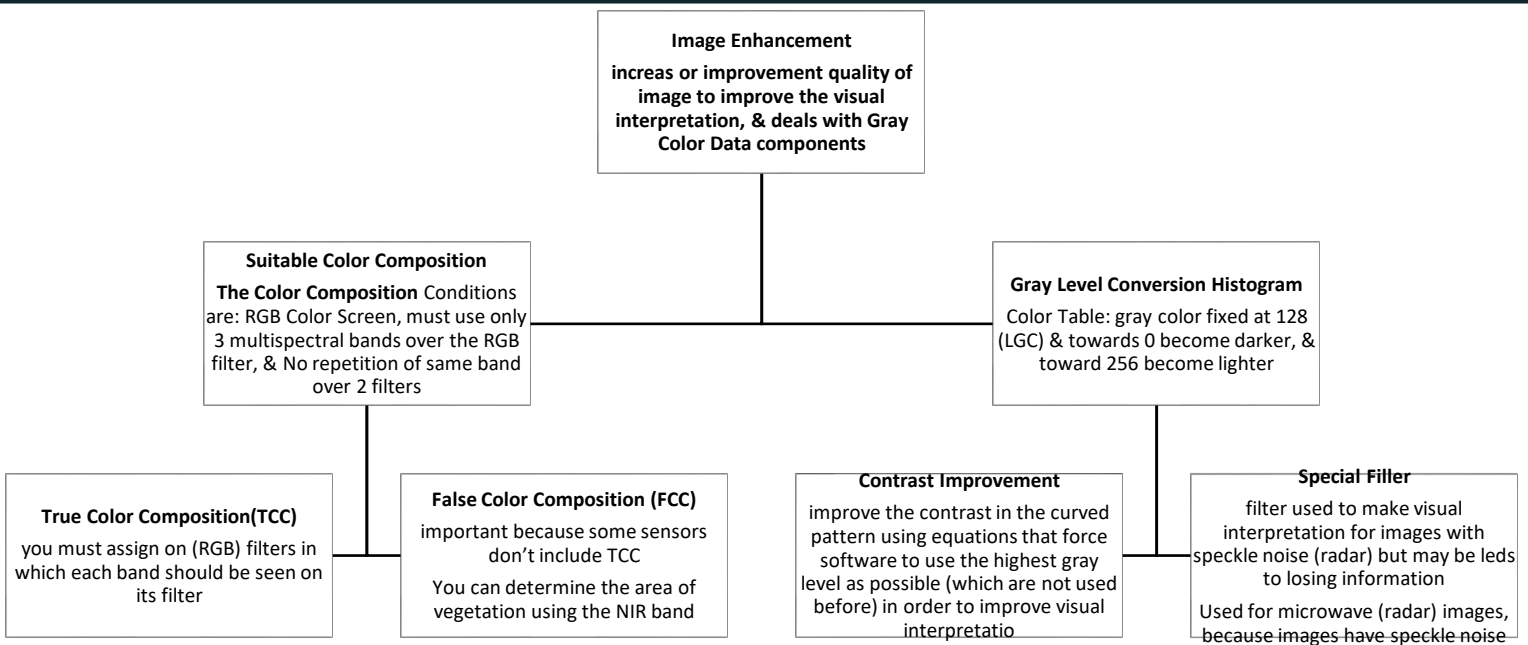 Image Enhancement
increas or improvement quality of
image to improve the visual
interpretation, & deals with Gray
Color Data components
Suitable Color Composition
The Color Composition Conditions
are: RGB Color Screen, must use only
3 multispectral bands over the RGB
filter, & No repetition of same band
over 2 filters
Gray Level Conversion Histogram
Color Table: gray color fixed at 128
(LGC) & towards 0 become darker, &
toward 256 become lighter
True Color Composition(TCC)
you must assign on (RGB) filters in
which each band should be seen on
its filter
False Color Composition (FCC)
important because some sensors
don’t include TCC
You can determine the area of
vegetation using the NIR band
Contrast Improvement
improve the contrast in the curved
pattern using equations that force
software to use the highest gray
level as possible (which are not used
before) in order to improve visual
interpretatio
Special Filler
filter used to make visual
interpretation for images with
speckle noise (radar) but may be leds
to losing information
Used for microwave (radar) images,
because images have speckle noise